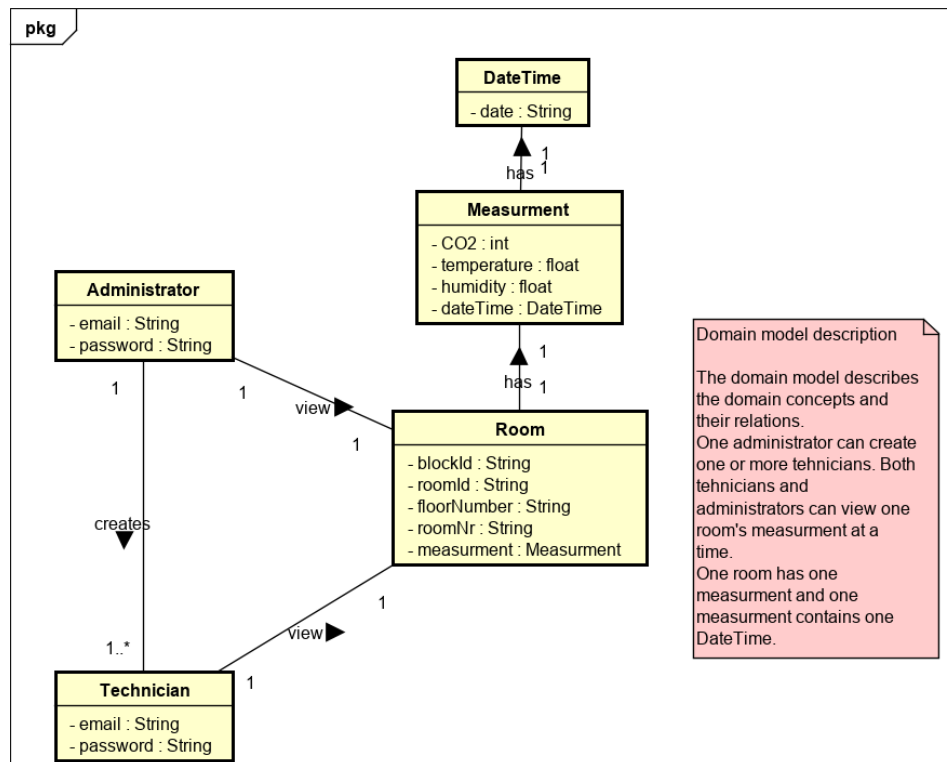 pkg
DateTime
- date : String
1
1
has
Measurment
- CO2 : int
- temperature : float
- humidity : float
- dateTime : DateTime
1
has
1
Administrator
- email : String
- password : String
1
1
view
1
Room
- blockId : String
- roomId : String
- floorNumber : String
- roomNr : String
- measurment : Measurment
creates
1..*
1
view
1
Technician
- email : String
- password : String
Domain model description
The domain model describes
the domain concepts and
their relations.
One administrator can create
one or more tehnicians. Both
tehnicians and
administrators can view one
room's measurment at a
time.
One room has one
measurment and one
measurment contains one
DateTime.